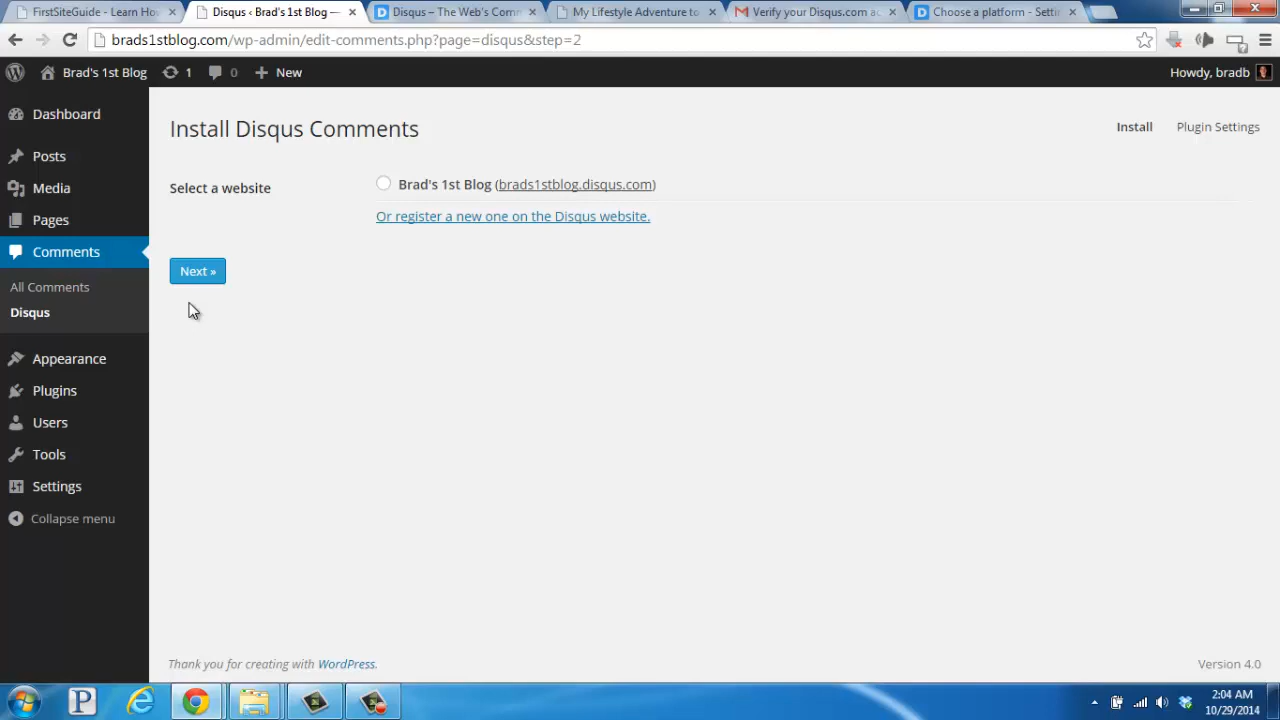 FirstSiteGuide - Learn Ho
Disqus ‹ Brad's 1st Blog —
Disqus – The Web's Comm
My Lifestyle Adventure to
Verify your Disqus.com ac
Choose a platform - Settin
brads1stblog.com/wp-admin/edit-comments.php?page=disqus&step=2
Brad's 1st Blog
1
0
New
Howdy, bradb
Dashboard
Posts
Media
Pages
Comments
All Comments
Disqus
Appearance
Plugins
Users
Tools
Settings
Collapse menu
Install Disqus Comments
Install
Plugin Settings
Select a website
Brad's 1st Blog (brads1stblog.disqus.com)
Or register a new one on the Disqus website.
Next »
Thank you for creating with WordPress.
Version 4.0
2:04 AM
10/29/2014